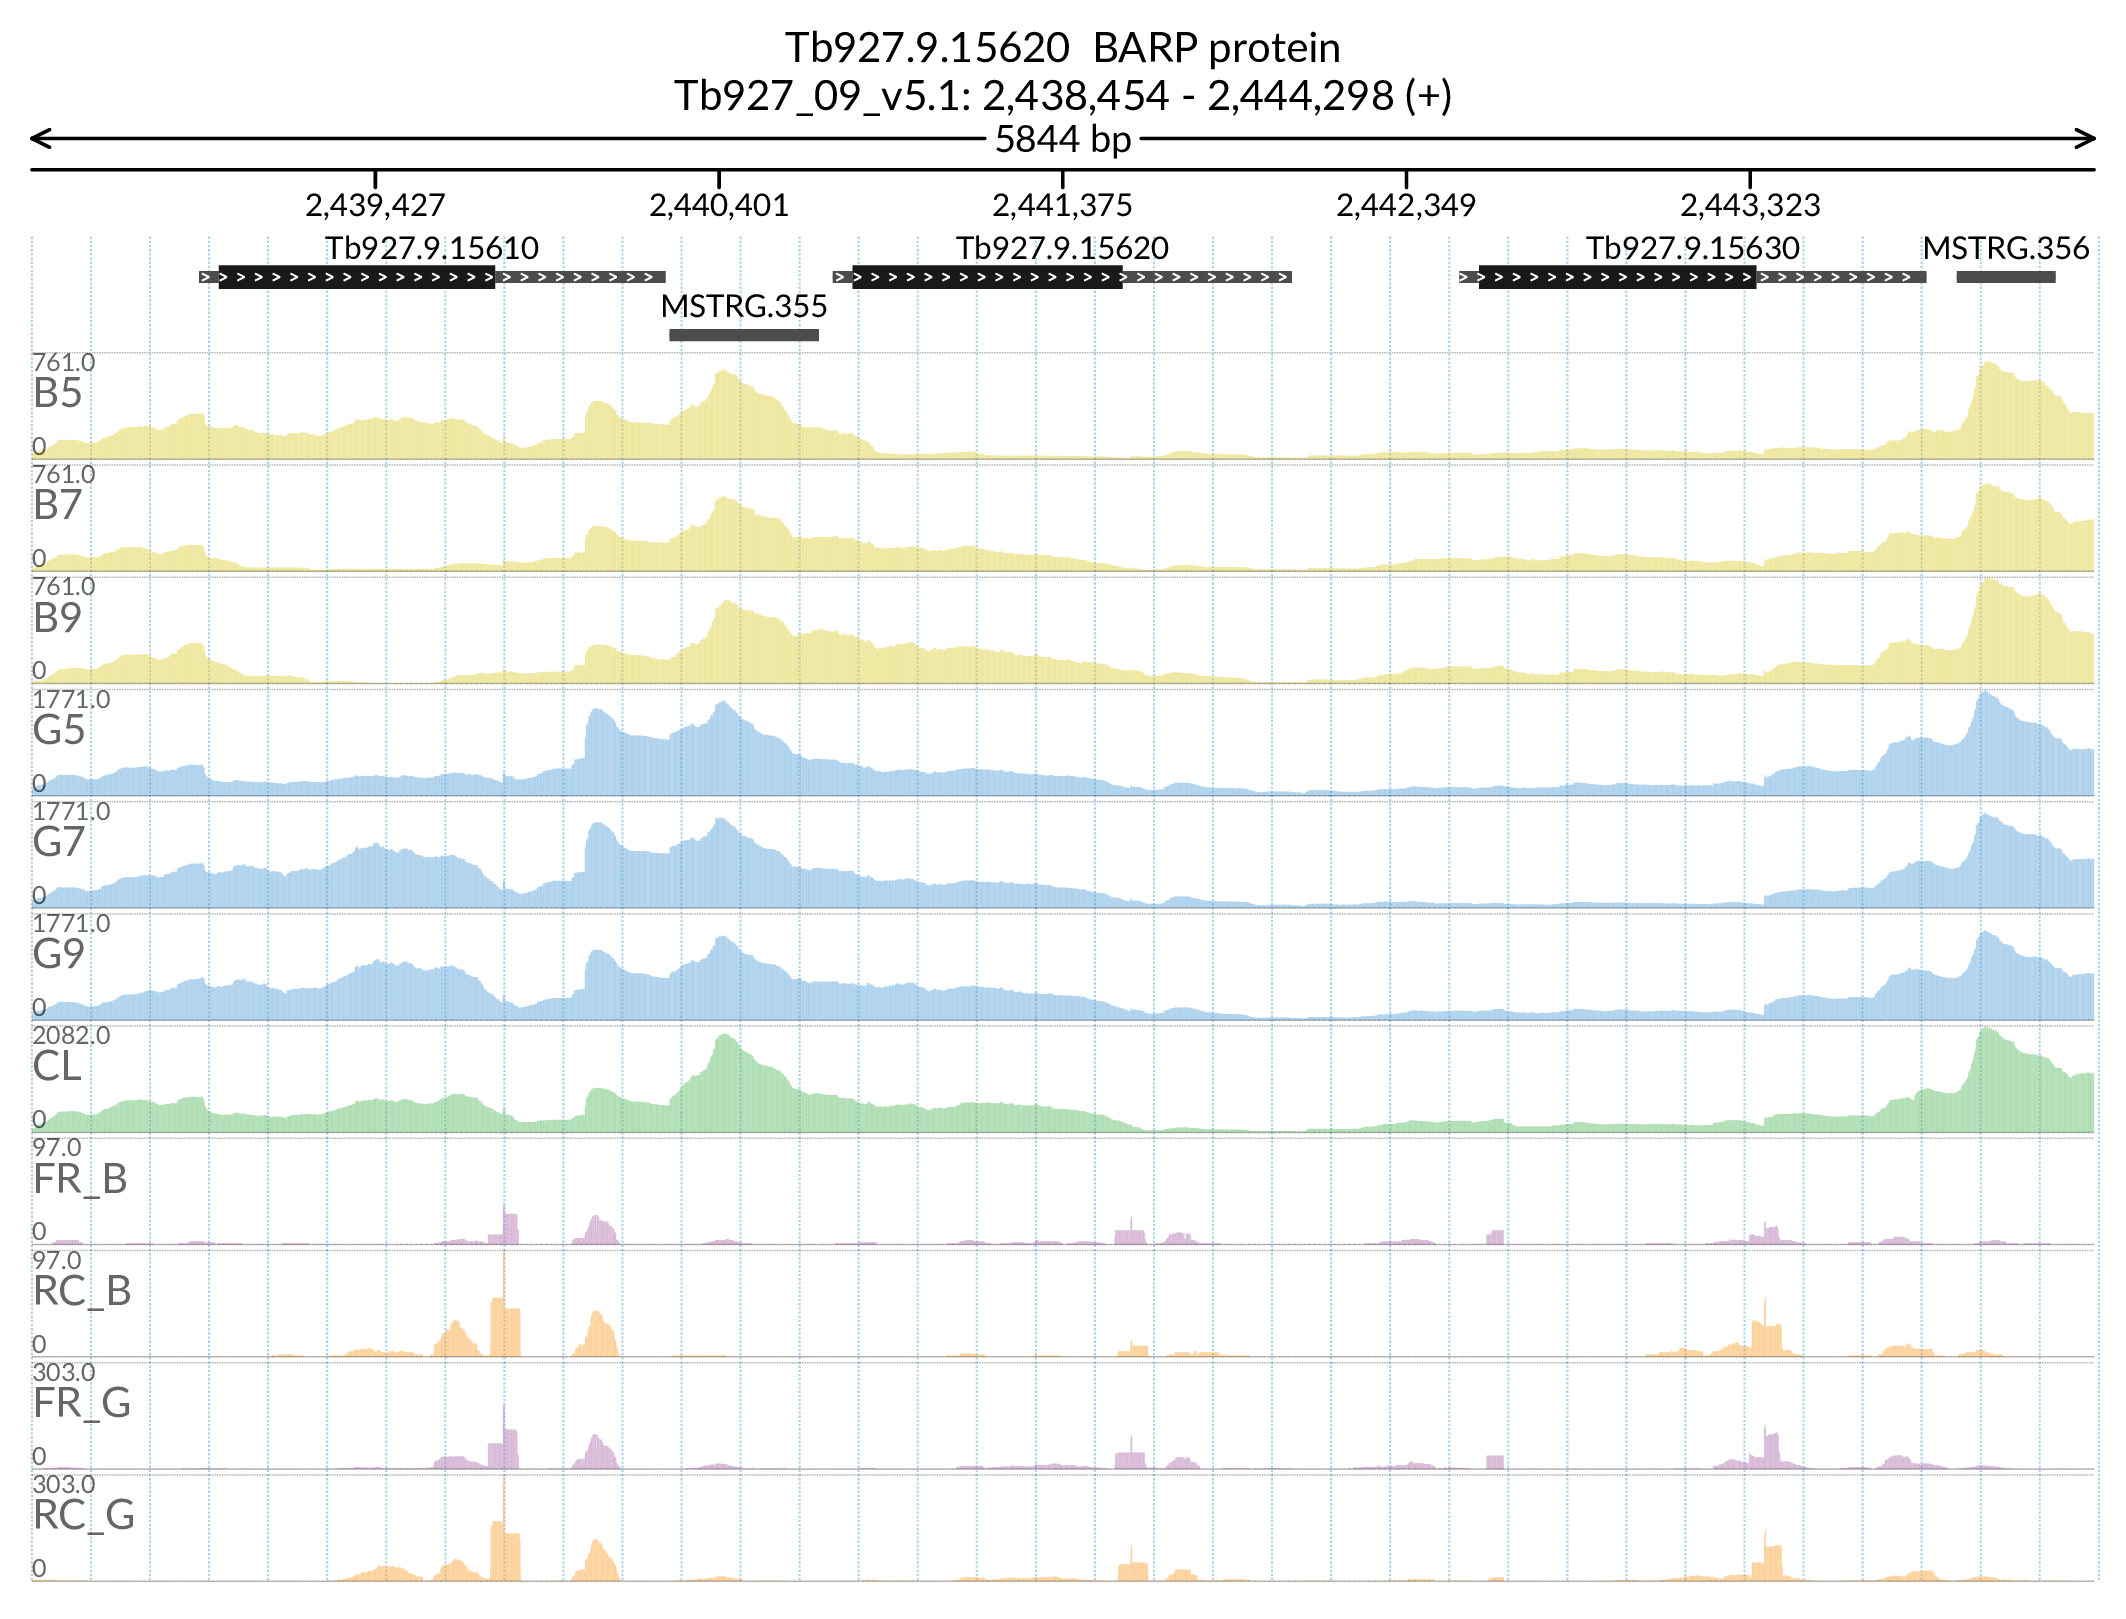 Tb927.9.15620 BARP protein
Tb927_09_v5.1: 2,438,454 - 2,444,298 (+)
5844 bp
2,439,427 2,440,401 2,441,375 2,442,349 2,443,323
Tb927.9.15610 Tb927.9.15620 Tb927.9.15630 MSTRG.356
MSTRG.355
761.0
B5
0
761.0
B7
0
761.0
B9
0
1771.0
G5
0
1771.0
G7
0
1771.0
G9
0
2082.0
CL
0
97.0
FR_B
0
97.0
RC_B
0
303.0
FR_G
0
303.0
RC_G
0